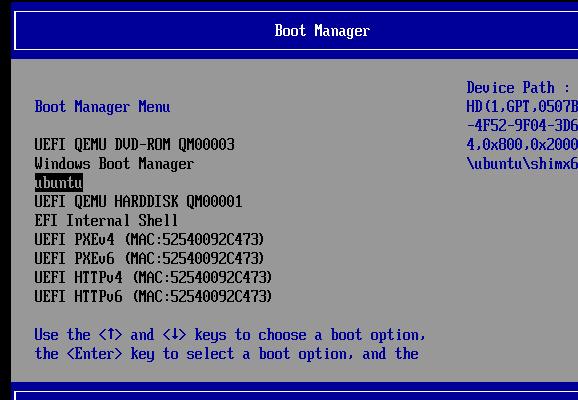 Boot Manager
Device Path :
Boot Manager Menu
HD(1,GPT,0507B
-4F52-9F04-3D6
UEFI QEMU DVD-ROM QM00003
4,0x800,0x2000
Windows Boot Manager
\ubuntu\shimx6
ubuntu
UEFI QEMU HARDDISK QM00001
EFI Internal Shell
UEFI PXEv4 (MAC:52540092C473)
UEFI PXEv6 (MAC:52540092C473)
UEFI HTTPv4 (MAC:52540092C473)
UEFI HTTPv6 (MAC:52540092C473)
Use the <↑> and <↓> keys to choose a boot option,
the <Enter> key to select a boot option, and the